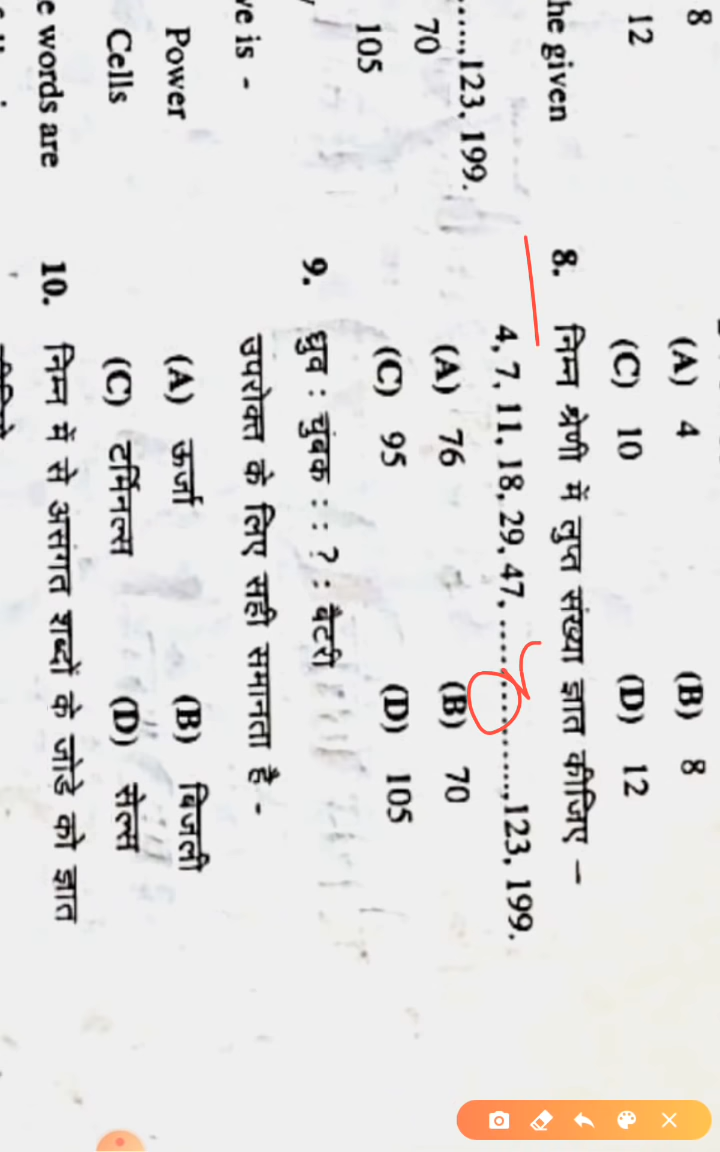 8
12
he given
......,123, 199.
70
105
ve is -
Power
Cells
e words are
(A) 4 (B) 8
(C) 10 (D) 12
8. निम्न श्रेणी में लुप्त संख्या ज्ञात कीजिए –
4, 7, 11, 18, 29, 47, ..............,123, 199.
(A) 76 (B) 70
(C) 95 (D) 105
9. घ्रुव : चुंबक : : ? : बैटरी
उपरोक्त के लिए सही समानता है -
(A) ऊर्जा (B) बिजली
(C) टर्मिनल्स (D) सेल्स
10. निम्न में से असंगत शब्दों के जोडे को ज्ञात